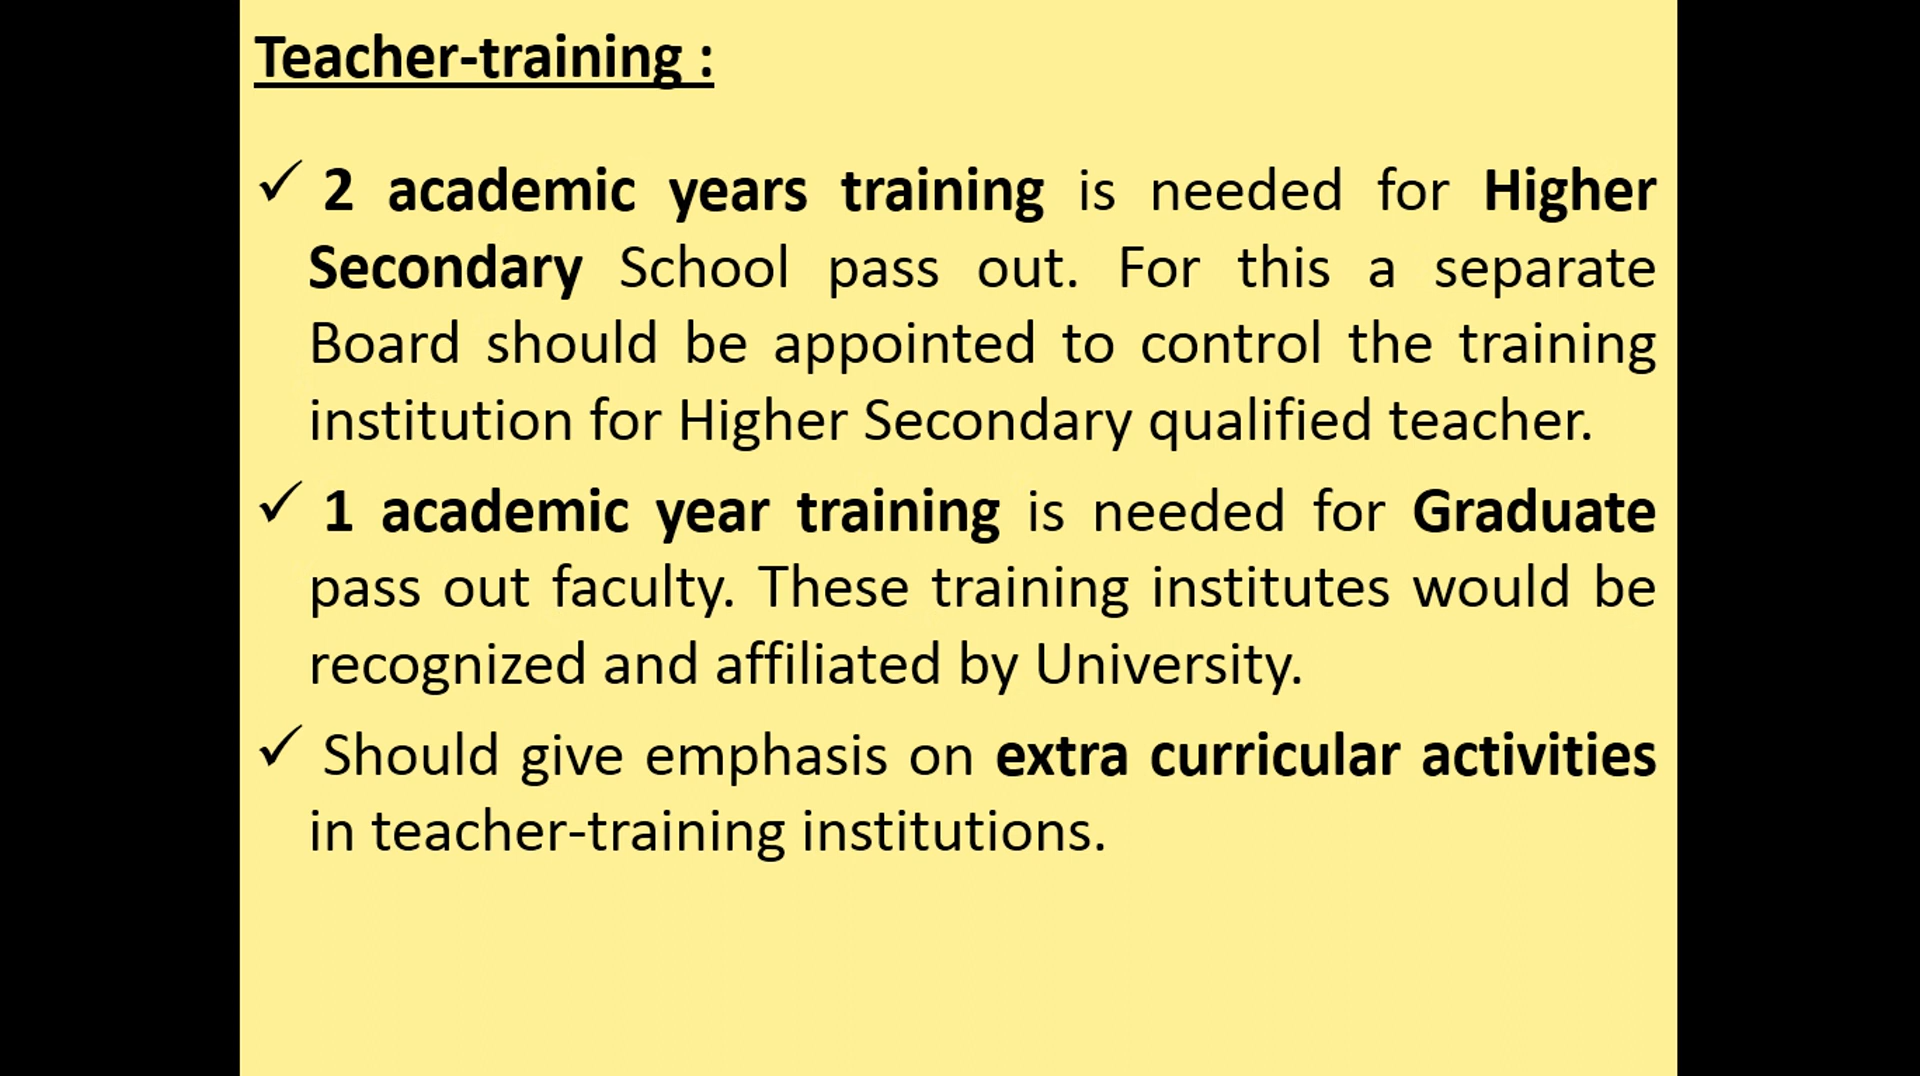 Teacher-training :
✓ 2 academic years training is needed for Higher
Secondary School pass out. For this a separate
Board should be appointed to control the training
institution for Higher Secondary qualified teacher.
✓ 1 academic year training is needed for Graduate
pass out faculty. These training institutes would be
recognized and affiliated by University.
✓ Should give emphasis on extra curricular activities
in teacher-training institutions.